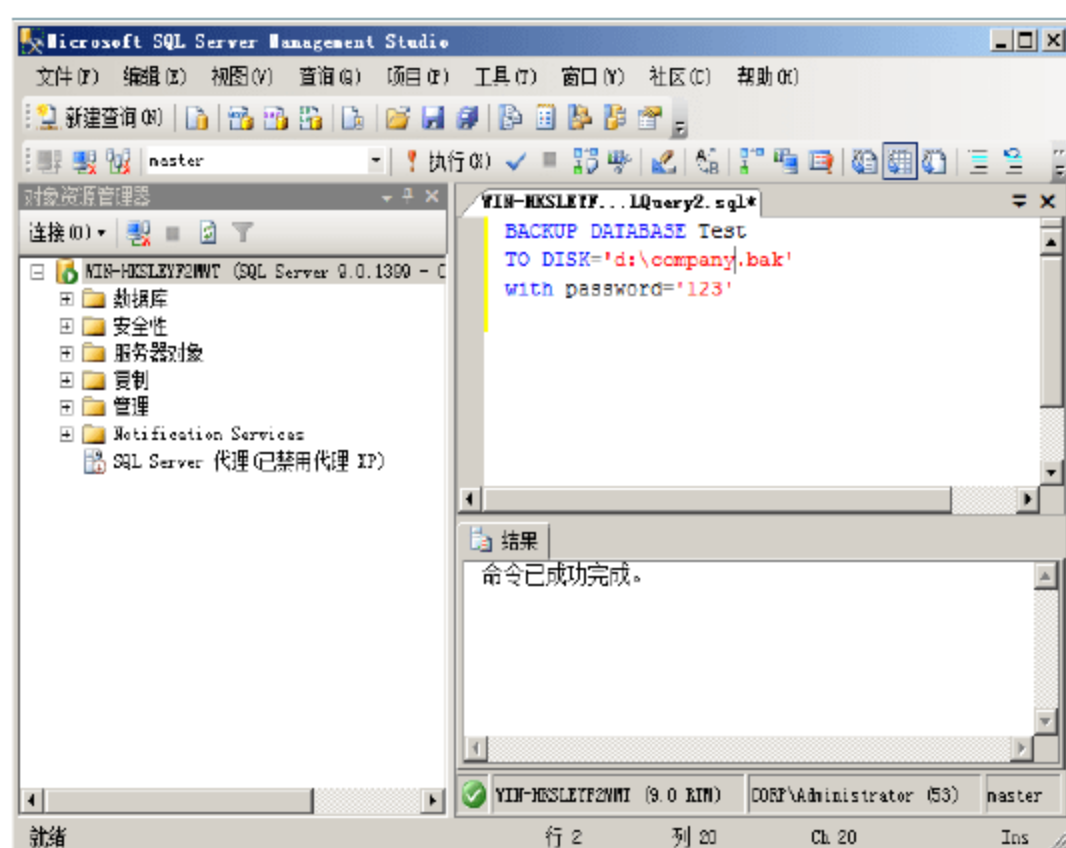 Microsoft SQL Server Management Studio
文件(F) 编辑(E) 视图(V) 查询(Q) 项目(P) 工具(T) 窗口(W) 社区(C) 帮助(H)
新建查询(N)
master 执行(X)
对象资源管理器
连接(O)
WIN-HKSLEYF2MWT (SQL Server 9.0.1399 - C
数据库
安全性
服务器对象
复制
管理
Notification Services
SQL Server 代理(已禁用代理 XP)
WIN-HKSLEYF...LQuery2.sql*
BACKUP DATABASE Test
TO DISK='d:\company.bak'
with password='123'
结果
命令已成功完成。
(9.0 RTM) CORP\Administrator (53) master
就绪 行 2 列 20 Ch 20 Ins